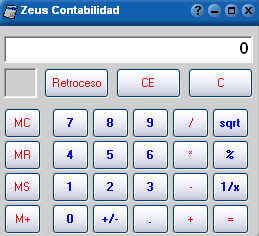 Zeus Contabilidad ?
0
Retroceso CE C
MC 7 8 9 / sqrt
MR 4 5 6 * %
MS 1 2 3 - 1/x
M+ 0 +/- . + =